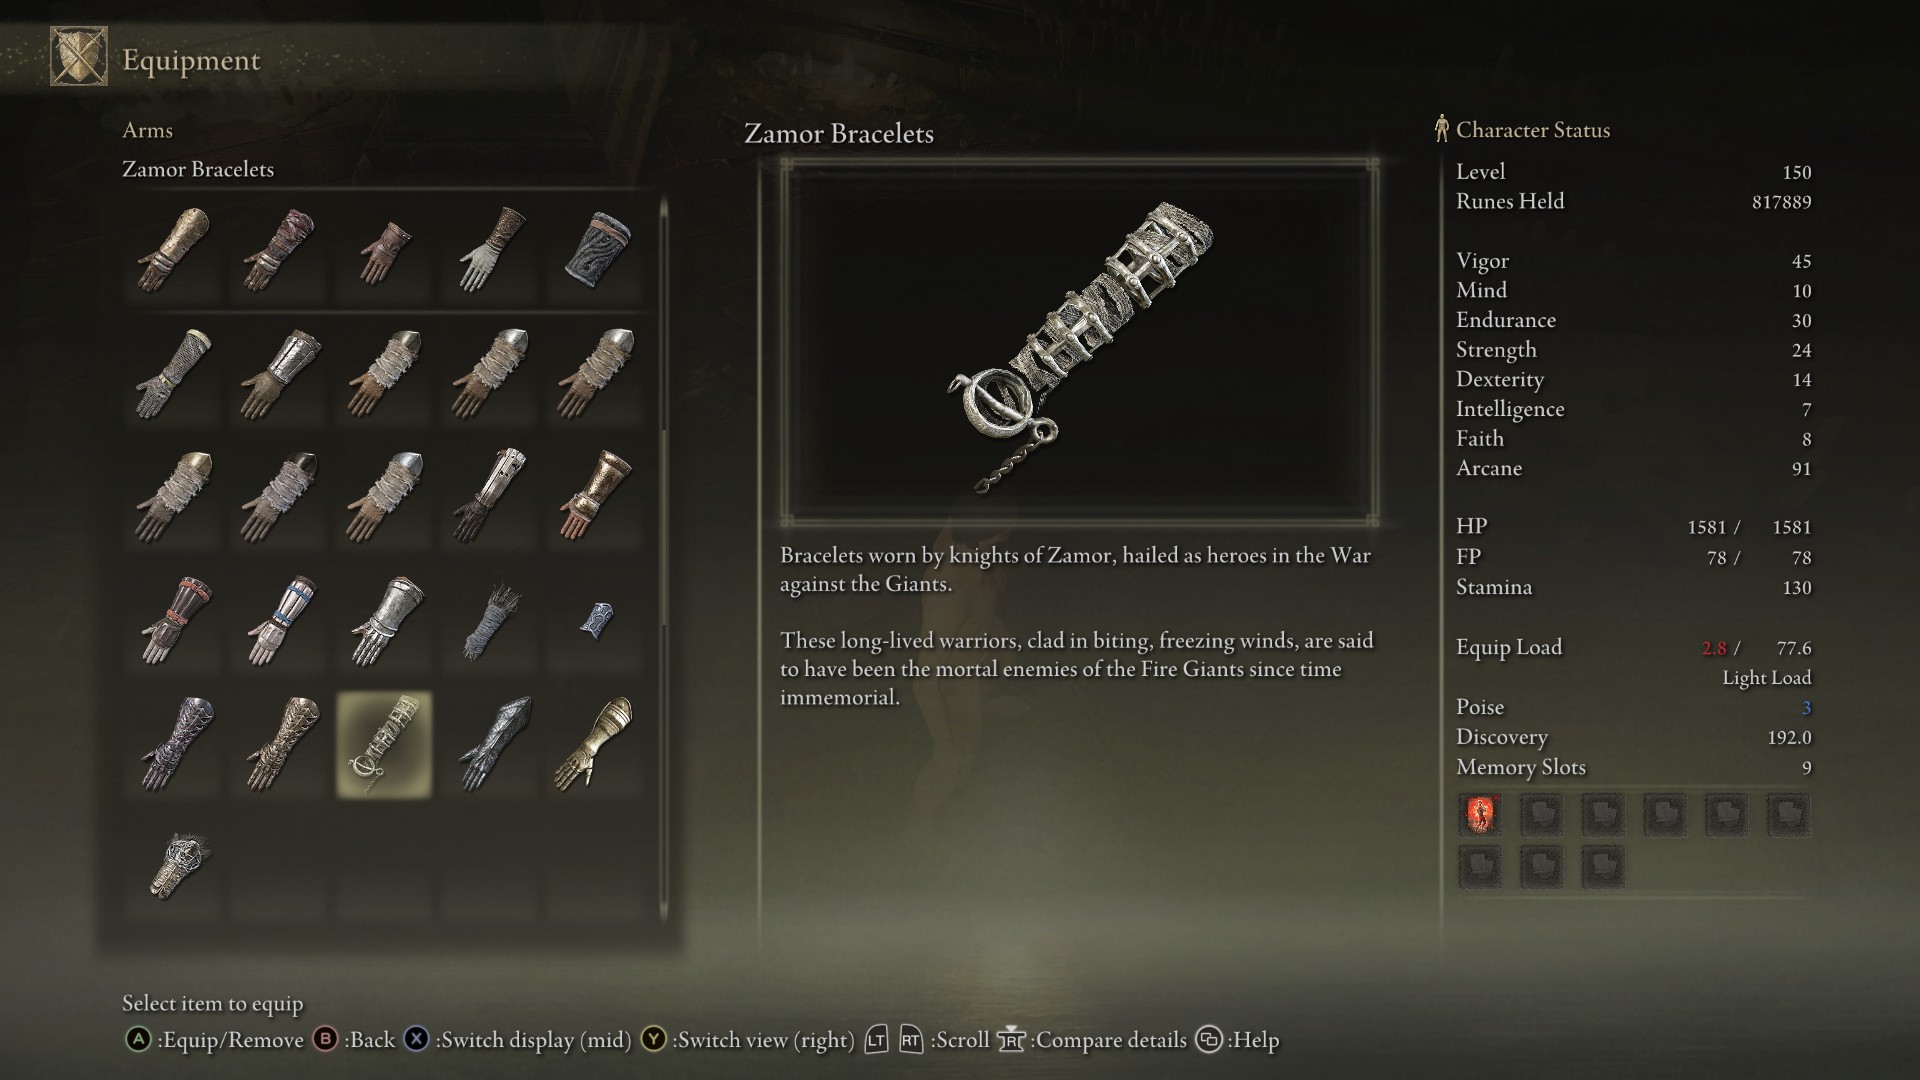 Equipment
Arms
Zamor Bracelets
Zamor Bracelets
Bracelets worn by knights of Zamor, hailed as heroes in the War
against the Giants.
These long-lived warriors, clad in biting, freezing winds, are said
to have been the mortal enemies of the Fire Giants since time
immemorial.
Character Status
Level 150
Runes Held 817889
Vigor 45
Mind 10
Endurance 30
Strength 24
Dexterity 14
Intelligence 7
Faith 8
Arcane 91
HP 1581 / 1581
FP 78 / 78
Stamina 130
Equip Load 2.8 / 77.6
Light Load
Poise 3
Discovery 192.0
Memory Slots 9
Select item to equip
A :Equip/Remove B :Back X :Switch display (mid) Y :Switch view (right) LT RT :Scroll R :Compare details :Help